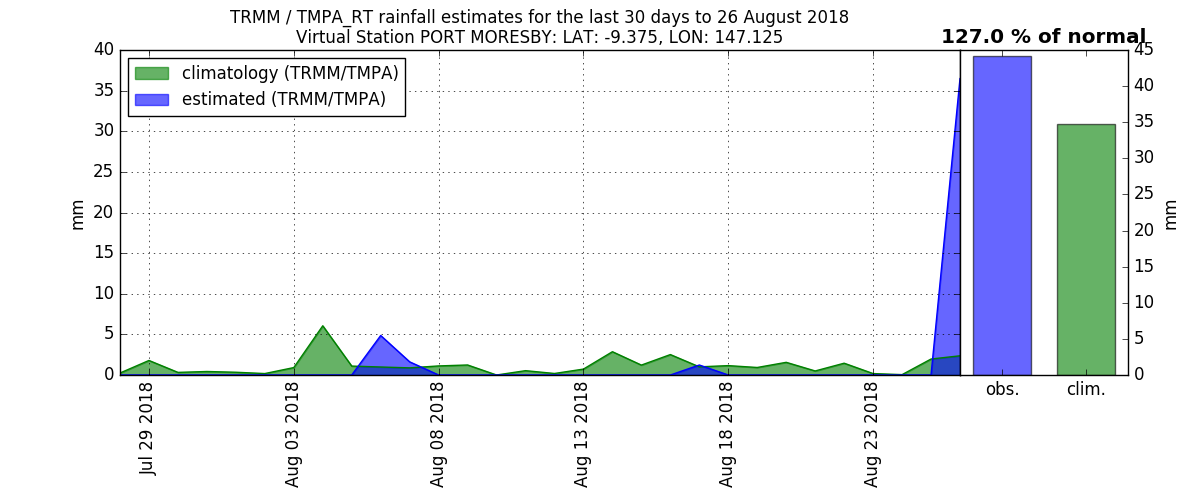 TRMM / TMPA_RT rainfall estimates for the last 30 days to 26 August 2018
Virtual Station PORT MORESBY: LAT: -9.375, LON: 147.125
127.0 % of normal
climatology (TRMM/TMPA)
estimated (TRMM/TMPA)
40
35
30
25
20
15
10
5
0
mm
Jul 29 2018
Aug 03 2018
Aug 08 2018
Aug 13 2018
Aug 18 2018
Aug 23 2018
obs.
clim.
45
40
35
30
25
20
15
10
5
0
mm